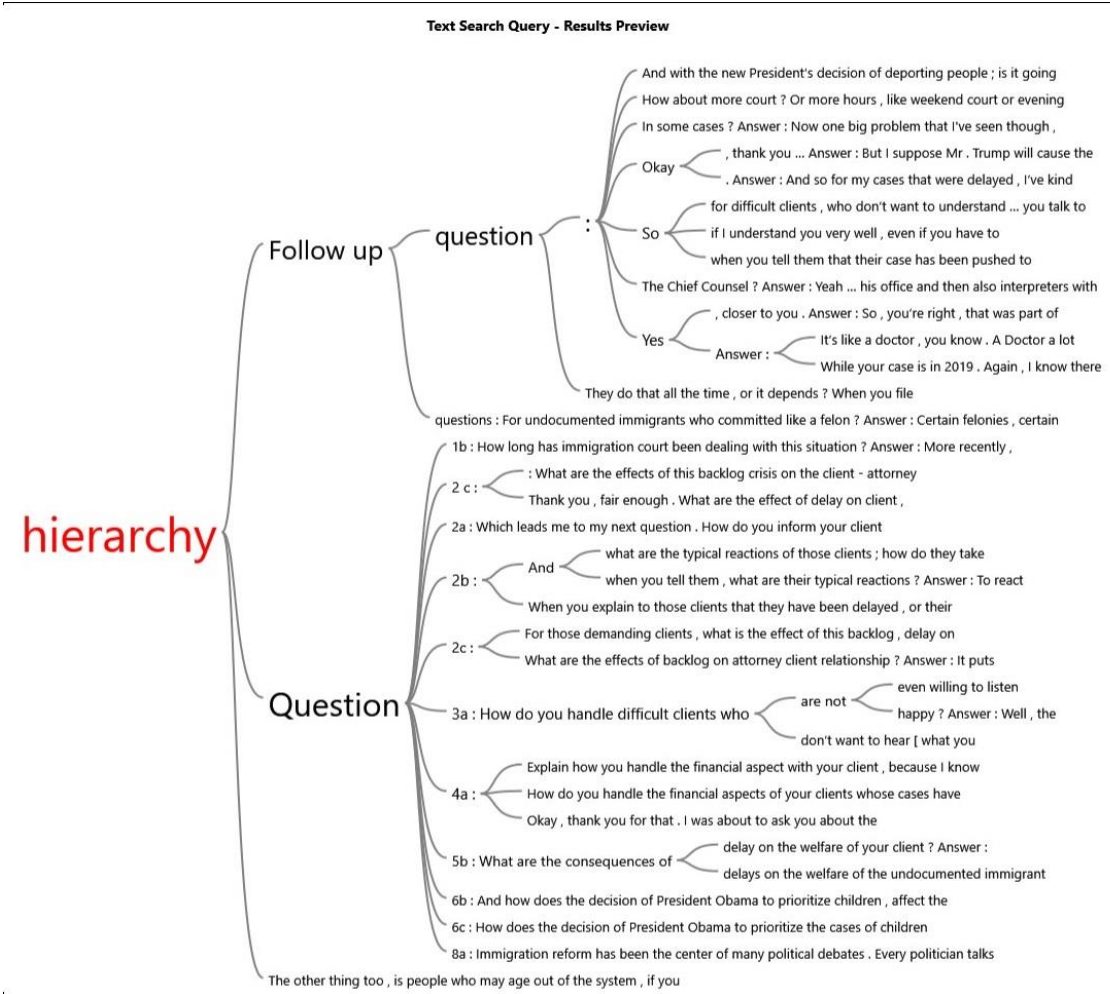 Text Search Query - Results Preview
And with the new President's decision of deporting people ; is it going
How about more court ? Or more hours , like weekend court or evening
In some cases ? Answer : Now one big problem that I've seen though ,
Okay
, thank you ... Answer : But I suppose Mr . Trump will cause the
. Answer : And so for my cases that were delayed , I've kind
So
for difficult clients , who don't want to understand ... you talk to
if I understand you very well , even if you have to
when you tell them that their case has been pushed to
The Chief Counsel ? Answer : Yeah ... his office and then also interpreters with
Yes
, closer to you . Answer : So , you're right , that was part of
Answer :
It's like a doctor , you know . A Doctor a lot
While your case is in 2019 . Again , I know there
Follow up
question
:
They do that all the time , or it depends ? When you file
questions : For undocumented immigrants who committed like a felon ? Answer : Certain felonies , certain
hierarchy
Question
1b : How long has immigration court been dealing with this situation ? Answer : More recently ,
2 c :
: What are the effects of this backlog crisis on the client - attorney
Thank you , fair enough . What are the effect of delay on client ,
2a : Which leads me to my next question . How do you inform your client
2b :
And
what are the typical reactions of those clients ; how do they take
when you tell them , what are their typical reactions ? Answer : To react
When you explain to those clients that they have been delayed , or their
2c :
For those demanding clients , what is the effect of this backlog , delay on
What are the effects of backlog on attorney client relationship ? Answer : It puts
3a : How do you handle difficult clients who
are not
even willing to listen
happy ? Answer : Well , the
don't want to hear [ what you
4a :
Explain how you handle the financial aspect with your client , because I know
How do you handle the financial aspects of your clients whose cases have
Okay , thank you for that . I was about to ask you about the
5b : What are the consequences of
delay on the welfare of your client ? Answer :
delays on the welfare of the undocumented immigrant
6b : And how does the decision of President Obama to prioritize children , affect the
6c : How does the decision of President Obama to prioritize the cases of children
8a : Immigration reform has been the center of many political debates . Every politician talks
The other thing too , is people who may age out of the system , if you